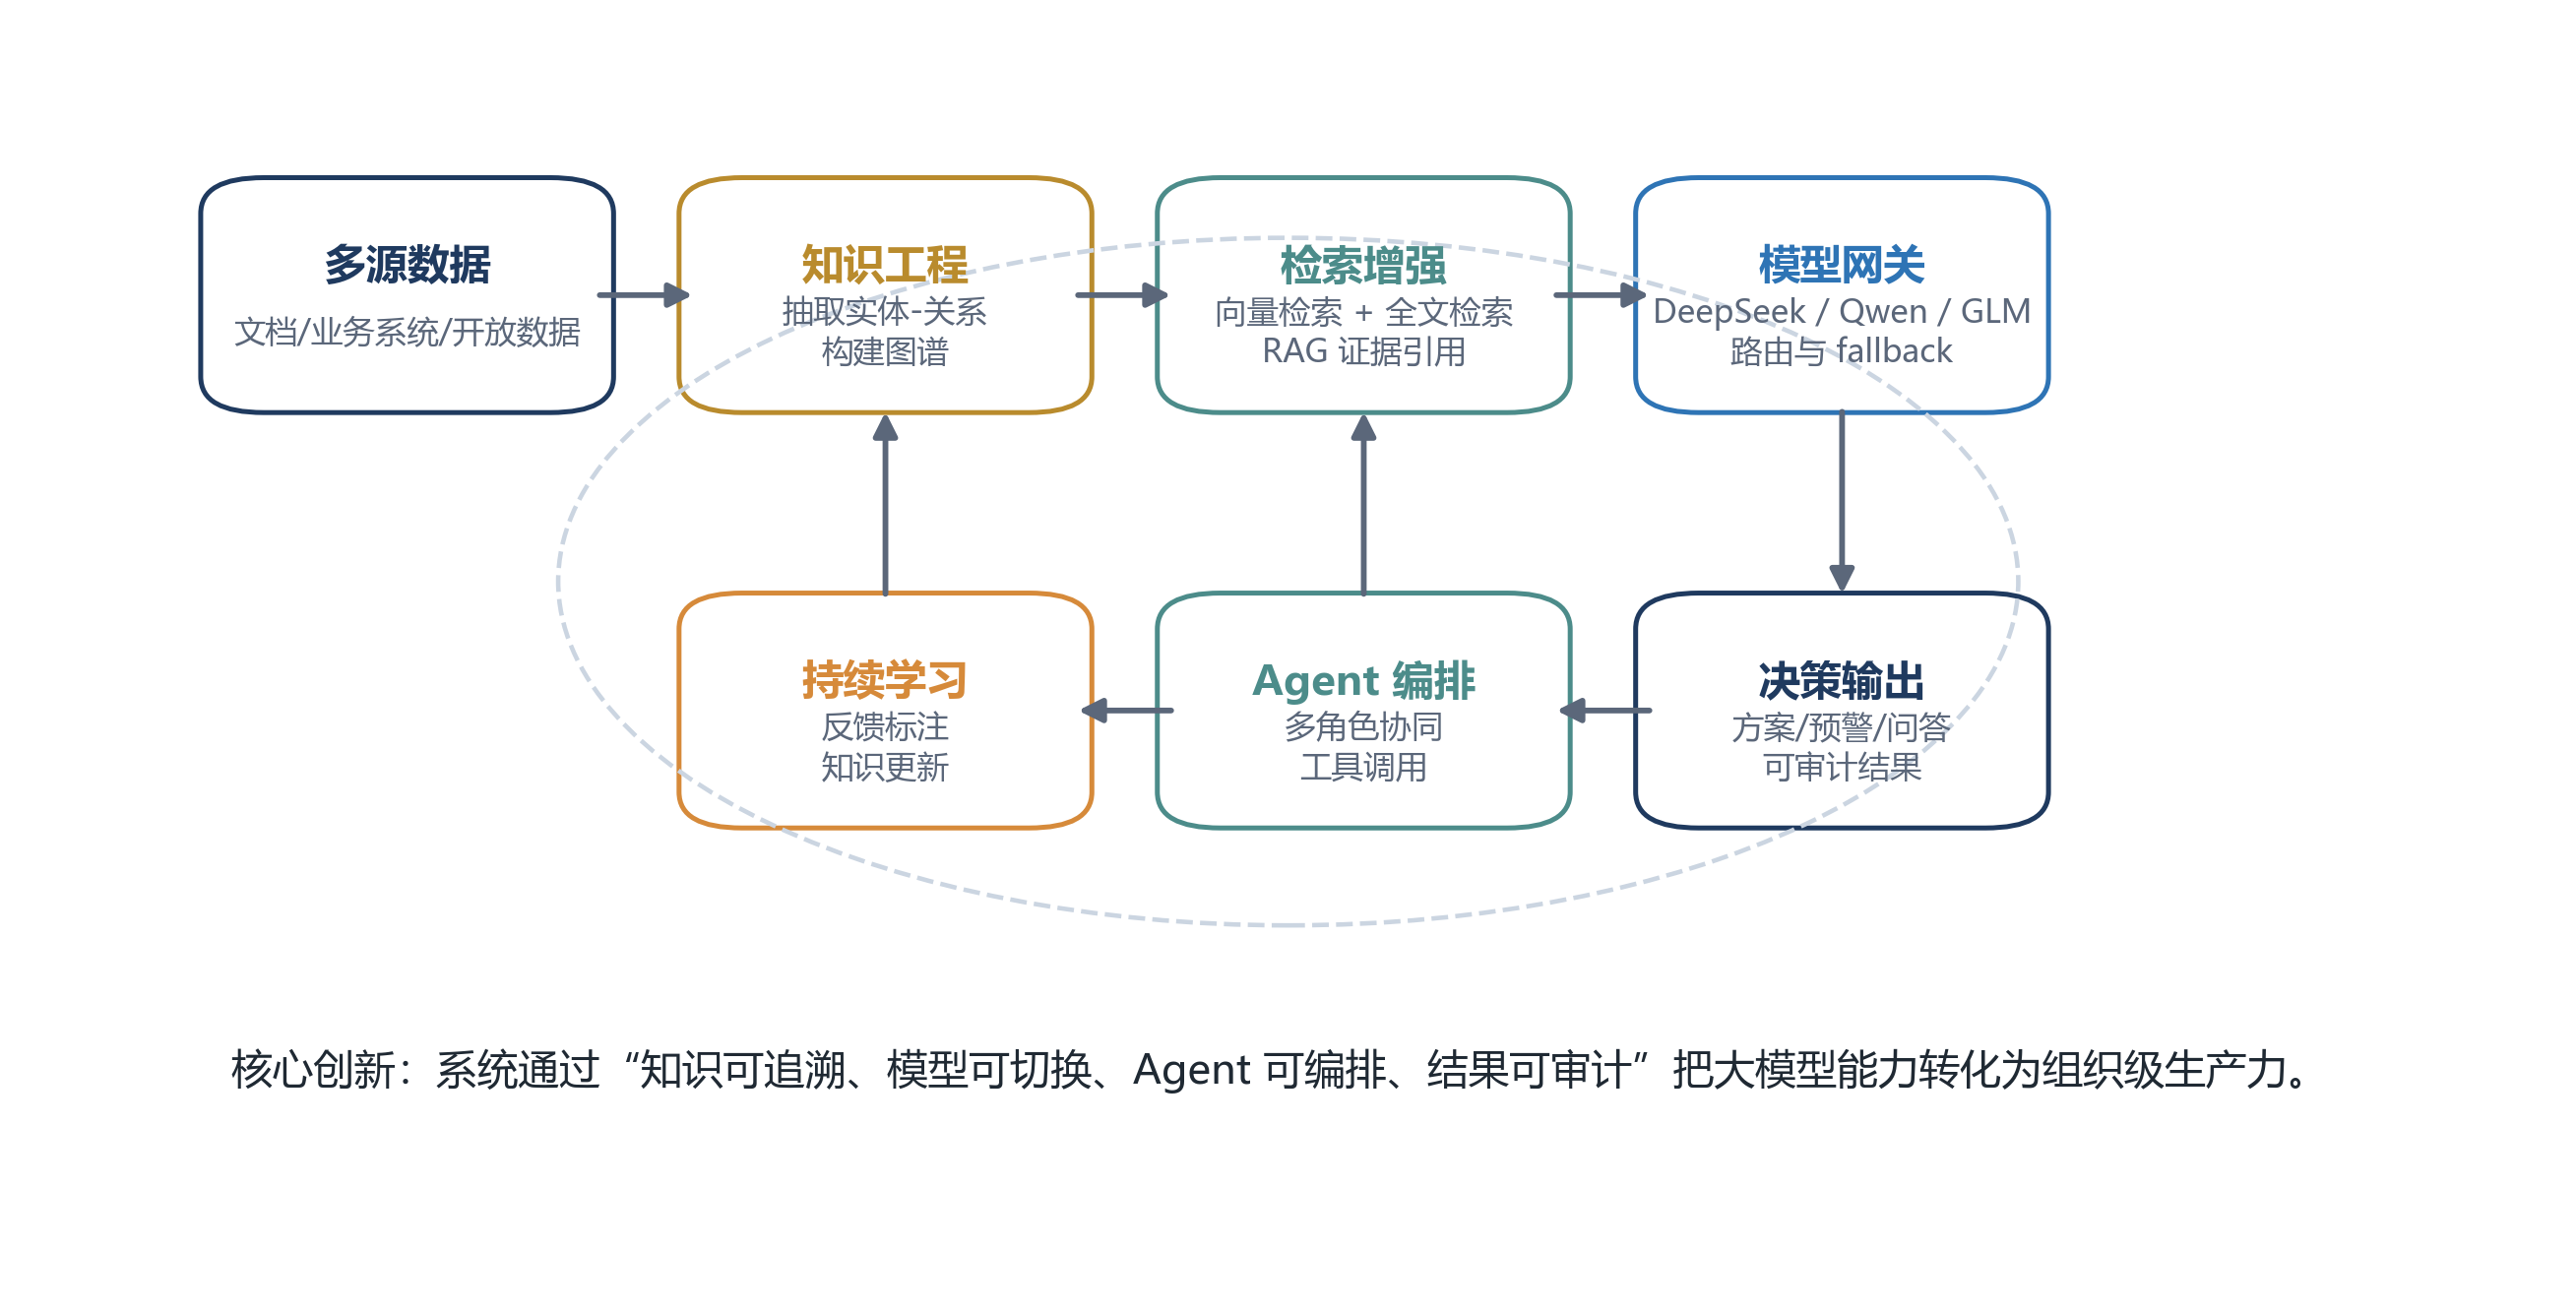 多源数据
文档/业务系统/开放数据
知识工程
抽取实体-关系
构建图谱
检索增强
向量检索 + 全文检索
RAG 证据引用
模型网关
DeepSeek / Qwen / GLM
路由与 fallback
持续学习
反馈标注
知识更新
Agent 编排
多角色协同
工具调用
决策输出
方案/预警/问答
可审计结果
核心创新：系统通过“知识可追溯、模型可切换、Agent 可编排、结果可审计”把大模型能力转化为组织级生产力。